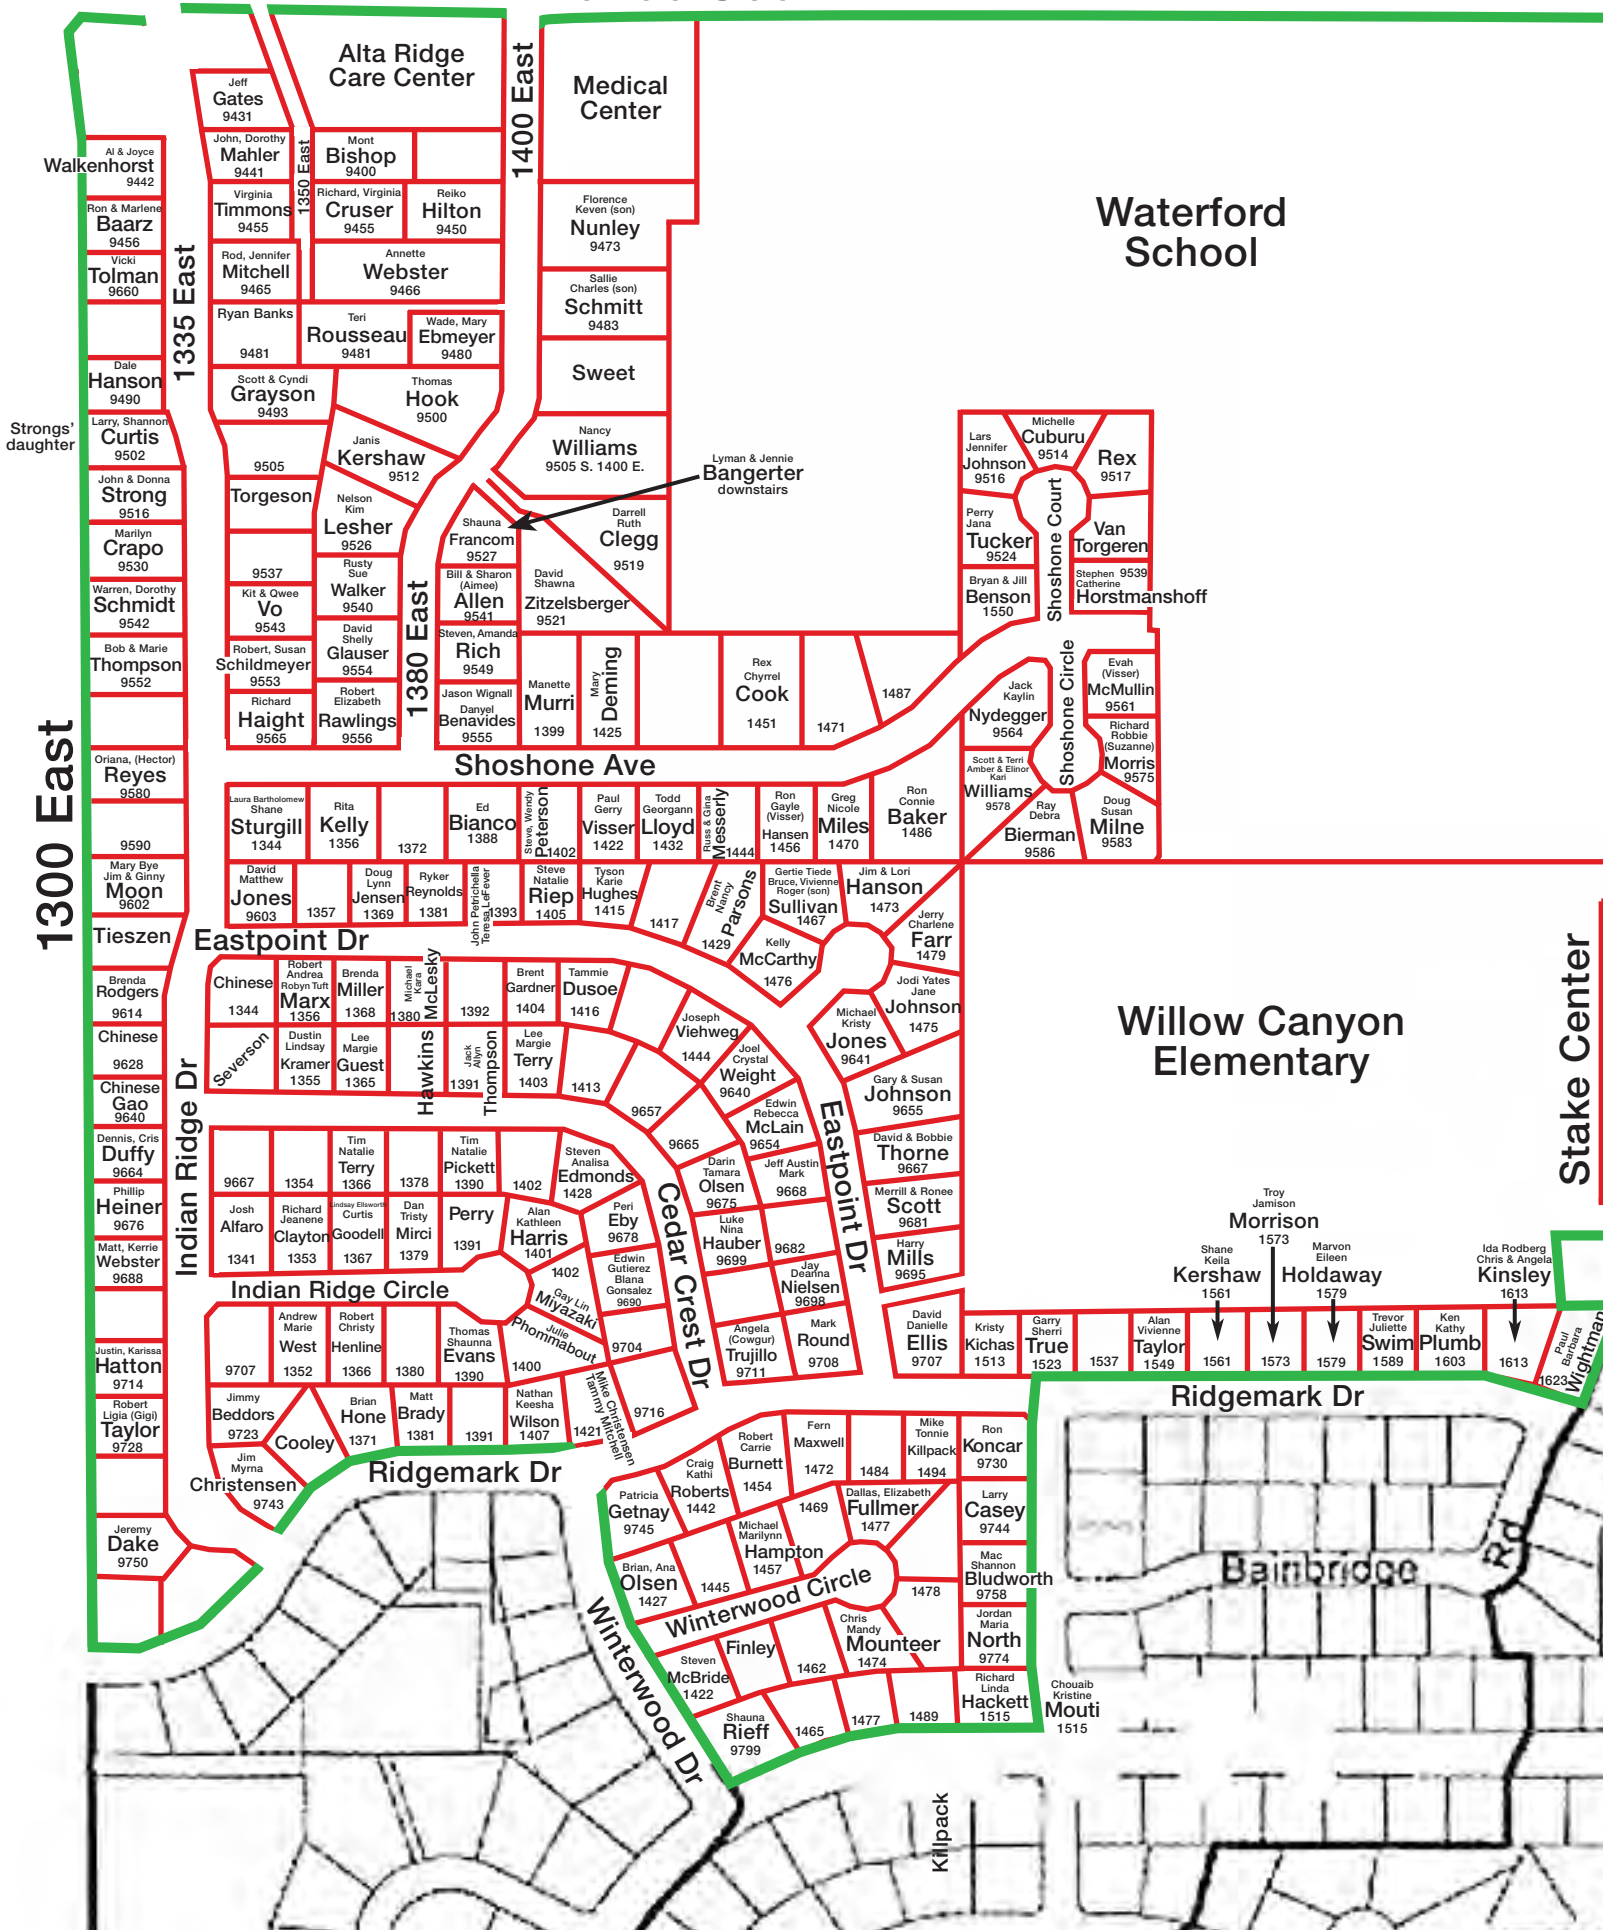 Alta Ridge
Care Center
1400 East
Medical
Center
Waterford
School
Jeff
Gates
9431
John, Dorothy
Mahler
9441
1350 East
Mont
Bishop
9400
Al & Joyce
Walkenhorst
9442
Virginia
Timmons
9455
Richard, Virginia
Cruser
9455
Reiko
Hilton
9450
Florence
Keven (son)
Nunley
9473
Ron & Marlene
Baarz
9456
Vicki
Tolman
9660
1335 East
Rod, Jennifer
Mitchell
9465
Annette
Webster
9466
Sallie
Charles (son)
Schmitt
9483
Ryan Banks
9481
Teri
Rousseau
9481
Wade, Mary
Ebmeyer
9480
Sweet
Dale
Hanson
9490
Scott & Cyndi
Grayson
9493
Thomas
Hook
9500
Strongs'
daughter
Larry, Shannon
Curtis
9502
9505
Janis
Kershaw
9512
Nancy
Williams
9505 S. 1400 E.
Lyman & Jennie
Bangerter
downstairs
John & Donna
Strong
9516
Torgeson
Nelson
Kim
Lesher
9526
Shauna
Francom
9527
Darrell
Ruth
Clegg
9519
Marilyn
Crapo
9530
9537
Rusty
Sue
Walker
9540
Bill & Sharon
(Aimee)
Allen
9541
David
Shawna
Zitzelsberger
9521
Warren, Dorothy
Schmidt
9542
Kit & Qwee
Vo
9543
David
Shelly
Glauser
9554
1380 East
Steven, Amanda
Rich
9549
Bob & Marie
Thompson
9552
Robert, Susan
Schildmeyer
9553
Robert
Elizabeth
Rawlings
9556
Richard
Haight
9565
Jason Wignall
Danyel
Benavides
9555
Manette
Murri
1399
Mary
Deming
1425
Rex
Chyrrel
Cook
1451
1471
1487
Lars
Jennifer
Johnson
9516
Michelle
Cuburu
9514
Rex
9517
Perry
Jana
Tucker
9524
Shoshone Court
Van
Torgeren
Bryan & Jill
Benson
1550
Stephen
9539
Catherine
Horstmanshoff
Jack
Kaylin
Nydegger
9564
Shoshone Circle
Evah
(Visser)
McMullin
9561
Richard
Robbie
(Suzanne)
Morris
9575
Scott & Terri
Amber & Elinor
Kari
Williams
9578
Ray
Debra
Bierman
9586
Doug
Susan
Milne
9583
1300 East
Shoshone Ave
Oriana, (Hector)
Reyes
9580
9590
Laura Bartholomew
Shane
Sturgill
1344
Rita
Kelly
1356
1372
Ed
Bianco
1388
Steve, Wendy
Peterson
1402
Paul
Gerry
Visser
1422
Todd
Georgann
Lloyd
1432
Russ & Gina
Messerly
1444
Ron
Gayle
(Visser)
Hansen
1456
Greg
Nicole
Miles
1470
Ron
Connie
Baker
1486
Mary Bye
Jim & Ginny
Moon
9602
David
Matthew
Jones
9603
1357
Doug
Lynn
Jensen
1369
Ryker
Reynolds
1381
John Petrichella
Teresa LeFever
1393
Steve
Natalie
Riep
1405
Tyson
Karie
Hughes
1415
1417
Brent
Nancy
Parsons
1429
Gertie Tiede
Bruce, Vivienne
Roger (son)
Sullivan
1467
Jim & Lori
Hanson
1473
Kelly
McCarthy
1476
Jerry
Charlene
Farr
1479
Tieszen
Eastpoint Dr
Brenda
Rodgers
9614
Chinese
1344
Robert
Andrea
Robyn Tuft
Marx
1356
Brenda
Miller
1368
Michael
Kara
McLesky
1380
1392
Brent
Gardner
1404
Tammie
Dusoe
1416
Joseph
Viehweg
1444
Jodi Yates
Jane
Johnson
1475
Michael
Kristy
Jones
9641
Willow Canyon
Elementary
Stake Center
Chinese
9628
Severson
Dustin
Lindsay
Kramer
1355
Lee
Margie
Guest
1365
Hawkins
Jack
Allyn
Thompson
1391
Lee
Margie
Terry
1403
1413
9657
Joel
Crystal
Weight
9640
Gary & Susan
Johnson
9655
Chinese
Gao
9640
Indian Ridge Dr
9665
Edwin
Rebecca
McLain
9654
Eastpoint Dr
David & Bobbie
Thorne
9667
Dennis, Cris
Duffy
9664
9667
1354
Tim
Natalie
Terry
1366
1378
Tim
Natalie
Pickett
1390
1402
Steven
Analisa
Edmonds
1428
Darin
Tamara
Olsen
9675
Jeff Austin
Mark
9668
Merrill & Ronee
Scott
9681
Phillip
Heiner
9676
Josh
Alfaro
1341
Richard
Jeanene
Clayton
1353
Lindsay Ellsworth
Curtis
Goodell
1367
Dan
Tristy
Mirci
1379
Perry
1391
Alan
Kathleen
Harris
1401
Peri
Eby
9678
Cedar Crest Dr
Luke
Nina
Hauber
9699
9682
Harry
Mills
9695
Matt, Kerrie
Webster
9688
Indian Ridge Circle
1402
Gay Lin
Miyazaki
Edwin
Gutierez
Blana
Gonsalez
9690
Jay
Deanna
Nielsen
9698
Andrew
Marie
West
1352
9707
Robert
Christy
Henline
1366
1380
Thomas
Shaunna
Evans
1390
Julie
Phommabout
1400
9704
Angela
(Cowgur)
Trujillo
9711
Mark
Round
9708
David
Danielle
Ellis
9707
Kristy
Kichas
1513
Garry
Sherri
True
1523
1537
Alan
Vivienne
Taylor
1549
Shane
Keila
Kershaw
1561
1561
Troy
Jamison
Morrison
1573
1573
Marvon
Eileen
Holdaway
1579
1579
Trevor
Juliette
Swim
1589
Ken
Kathy
Plumb
1603
Ida Rodberg
Chris & Angela
Kinsley
1613
1613
Paul
Barbara
Wightman
1623
Justin, Karissa
Hatton
9714
Robert
Ligia (Gigi)
Taylor
9728
Jimmy
Beddors
9723
Cooley
Brian
Hone
1371
Matt
Brady
1381
1391
Nathan
Keesha
Wilson
1407
1421
Mike Christensen
Tammy Mitchell
9716
Ridgemark Dr
Jim
Myrna
Christensen
9743
Ridgemark Dr
Jeremy
Dake
9750
Patricia
Getnay
9745
Craig
Kathi
Roberts
1442
Robert
Carrie
Burnett
1454
Fern
Maxwell
1472
1484
Mike
Tonnie
Killpack
1494
Ron
Koncar
9730
Brian, Ana
Olsen
1427
1445
Michael
Marilynn
Hampton
1457
1469
Dallas, Elizabeth
Fullmer
1477
Larry
Casey
9744
1478
Mac
Shannon
Bludworth
9758
Winterwood Circle
Bainbridge
Rd
Winterwood Dr
Steven
McBride
1422
Finley
1462
Chris
Mandy
Mounteer
1474
Jordan
Maria
North
9774
Shauna
Rieff
9799
1465
1477
1489
Richard
Linda
Hackett
1515
Chouaib
Kristine
Mouti
1515
Killpack